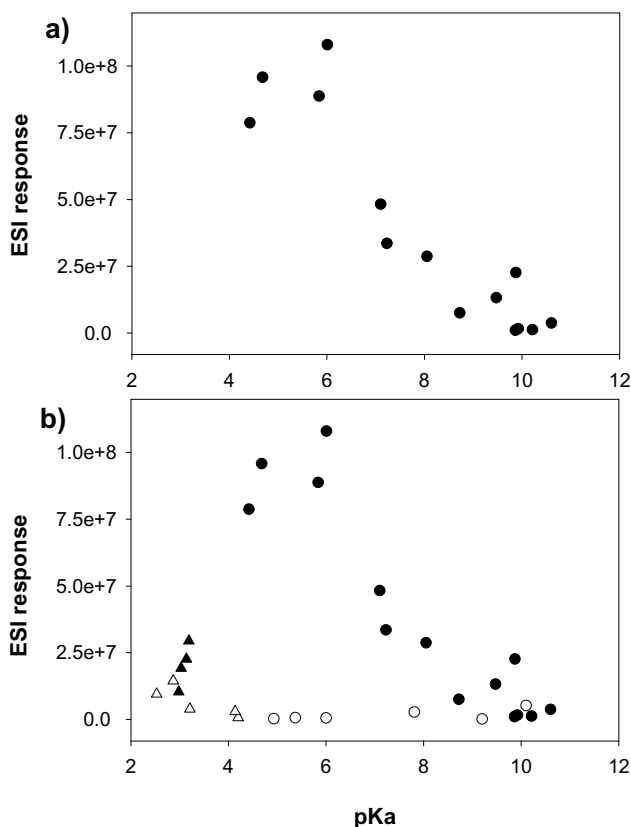 a)
1.0e+8
7.5e+7
5.0e+7
2.5e+7
0.0
ESI response
2 4 6 8 10 12
b)
1.0e+8
7.5e+7
5.0e+7
2.5e+7
0.0
ESI response
2 4 6 8 10 12
pKa